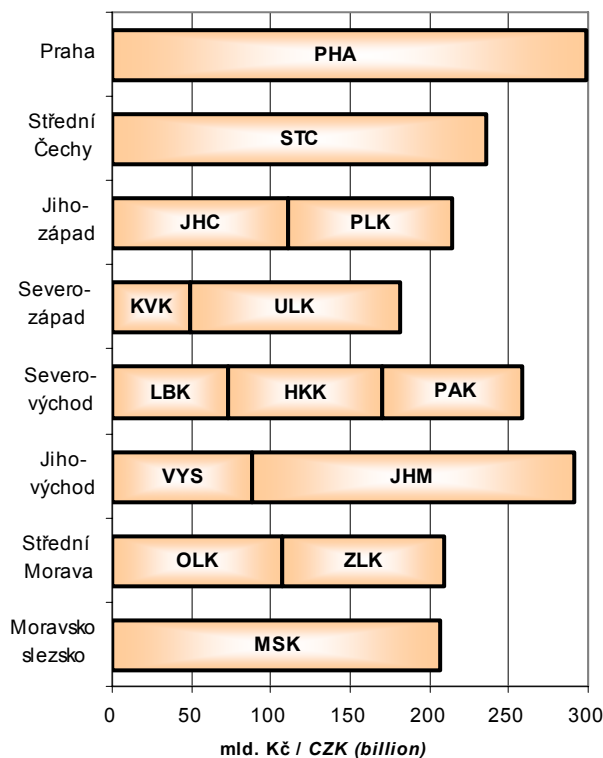 Praha
PHA
Střední
Čechy
STC
Jiho-
západ
JHC
PLK
Severo-
západ
KVK
ULK
Severo-
východ
LBK
HKK
PAK
Jiho-
východ
VYS
JHM
Střední
Morava
OLK
ZLK
Moravsko
slezsko
MSK
0 50 100 150 200 250 300
mld. Kč / CZK (billion)